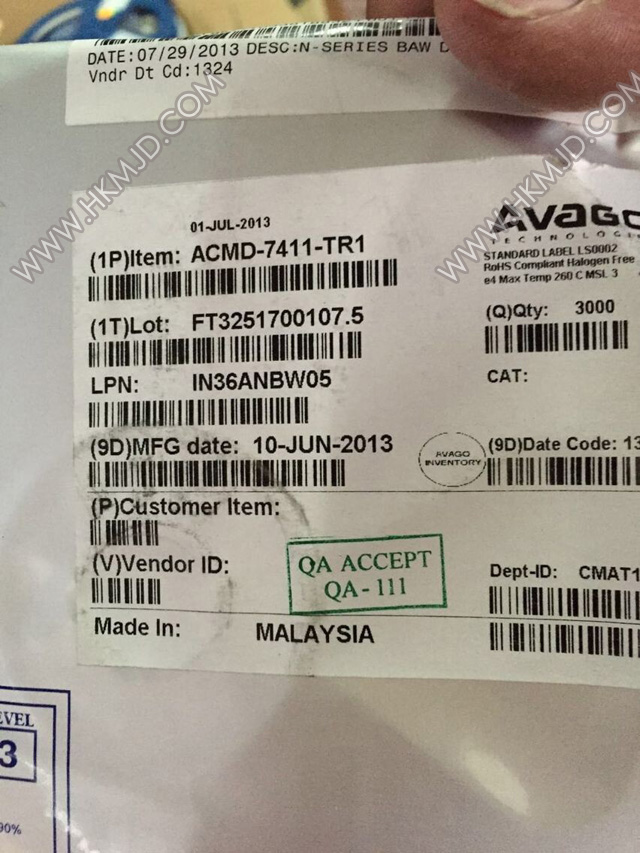 DATE:07/29/2013 DESC:N-SERIES BAW
Vndr Dt Cd:1324
WWW.HKMJD.COM
WWW.HKMJD.COM
01-JUL-2013
AVAGO
TECHNOLOGI
(1P)Item: ACMD-7411-TR1
STANDARD LABEL LS0002
RoHS Compliant Halogen Free
e4 Max Temp 260 C MSL 3
(1T)Lot: FT3251700107.5
(Q)Qty: 3000
LPN: IN36ANBW05
CAT:
(9D)MFG date: 10-JUN-2013
AVAGO
INVENTORY
(9D)Date Code: 13
(P)Customer Item:
(V)Vendor ID:
QA ACCEPT
QA-111
Dept-ID: CMAT1
Made In: MALAYSIA
EVEL
3
90%